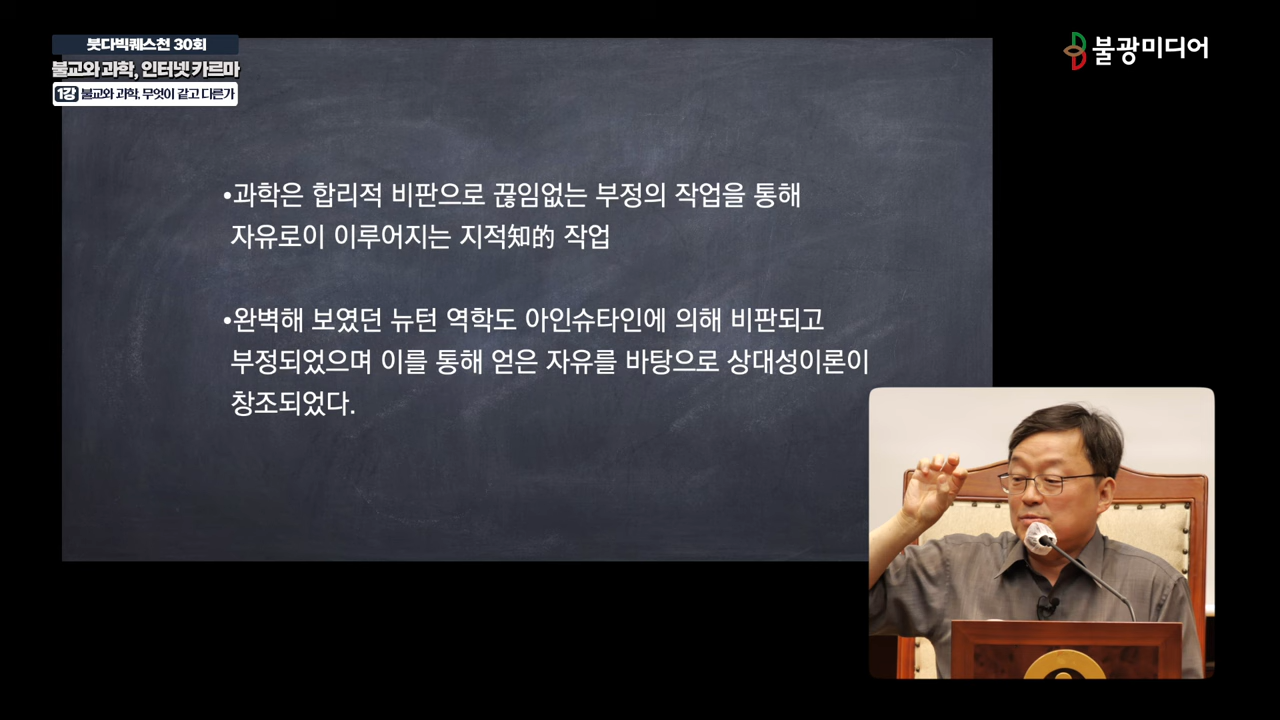 붓다빅퀘스천 30회
불교와 과학, 인터넷 카르마
1강 불교와 과학, 무엇이 같고 다른가
불광미디어
•과학은 합리적 비판으로 끊임없는 부정의 작업을 통해
자유로이 이루어지는 지적知的 작업
•완벽해 보였던 뉴턴 역학도 아인슈타인에 의해 비판되고
부정되었으며 이를 통해 얻은 자유를 바탕으로 상대성이론이
창조되었다.